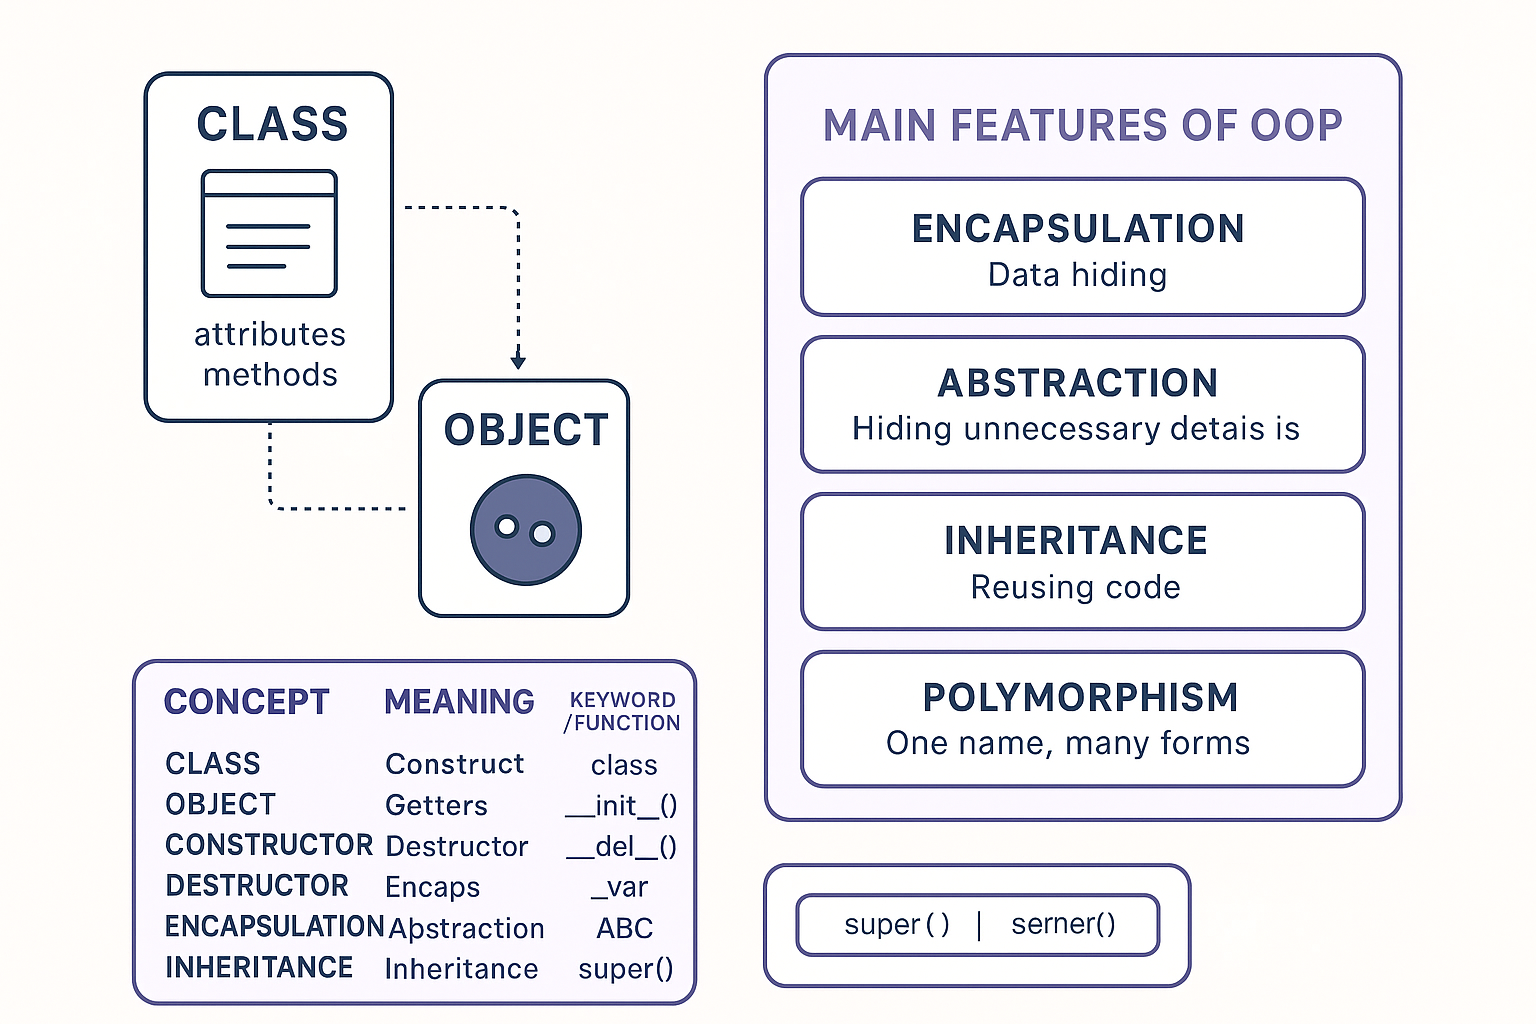 CLASS
attributes
methods
OBJECT
CONCEPT MEANING KEYWORD
/FUNCTION
CLASS Construct class
OBJECT Getters __init__()
CONSTRUCTOR Destructor __del__()
DESTRUCTOR Encaps _var
ENCAPSULATION Aþstraction ABC
INHERITANCE Inheritance super()
MAIN FEATURES OF OOP
ENCAPSULATION
Data hiding
ABSTRACTION
Hiding unnecessary detais is
INHERITANCE
Reusing code
POLYMORPHISM
One name, many forms
super() | serner()